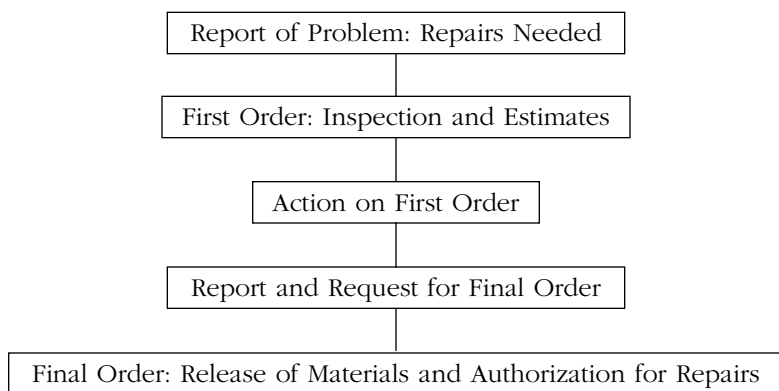 Report of Problem: Repairs Needed
First Order: Inspection and Estimates
Action on First Order
Report and Request for Final Order
Final Order: Release of Materials and Authorization for Repairs